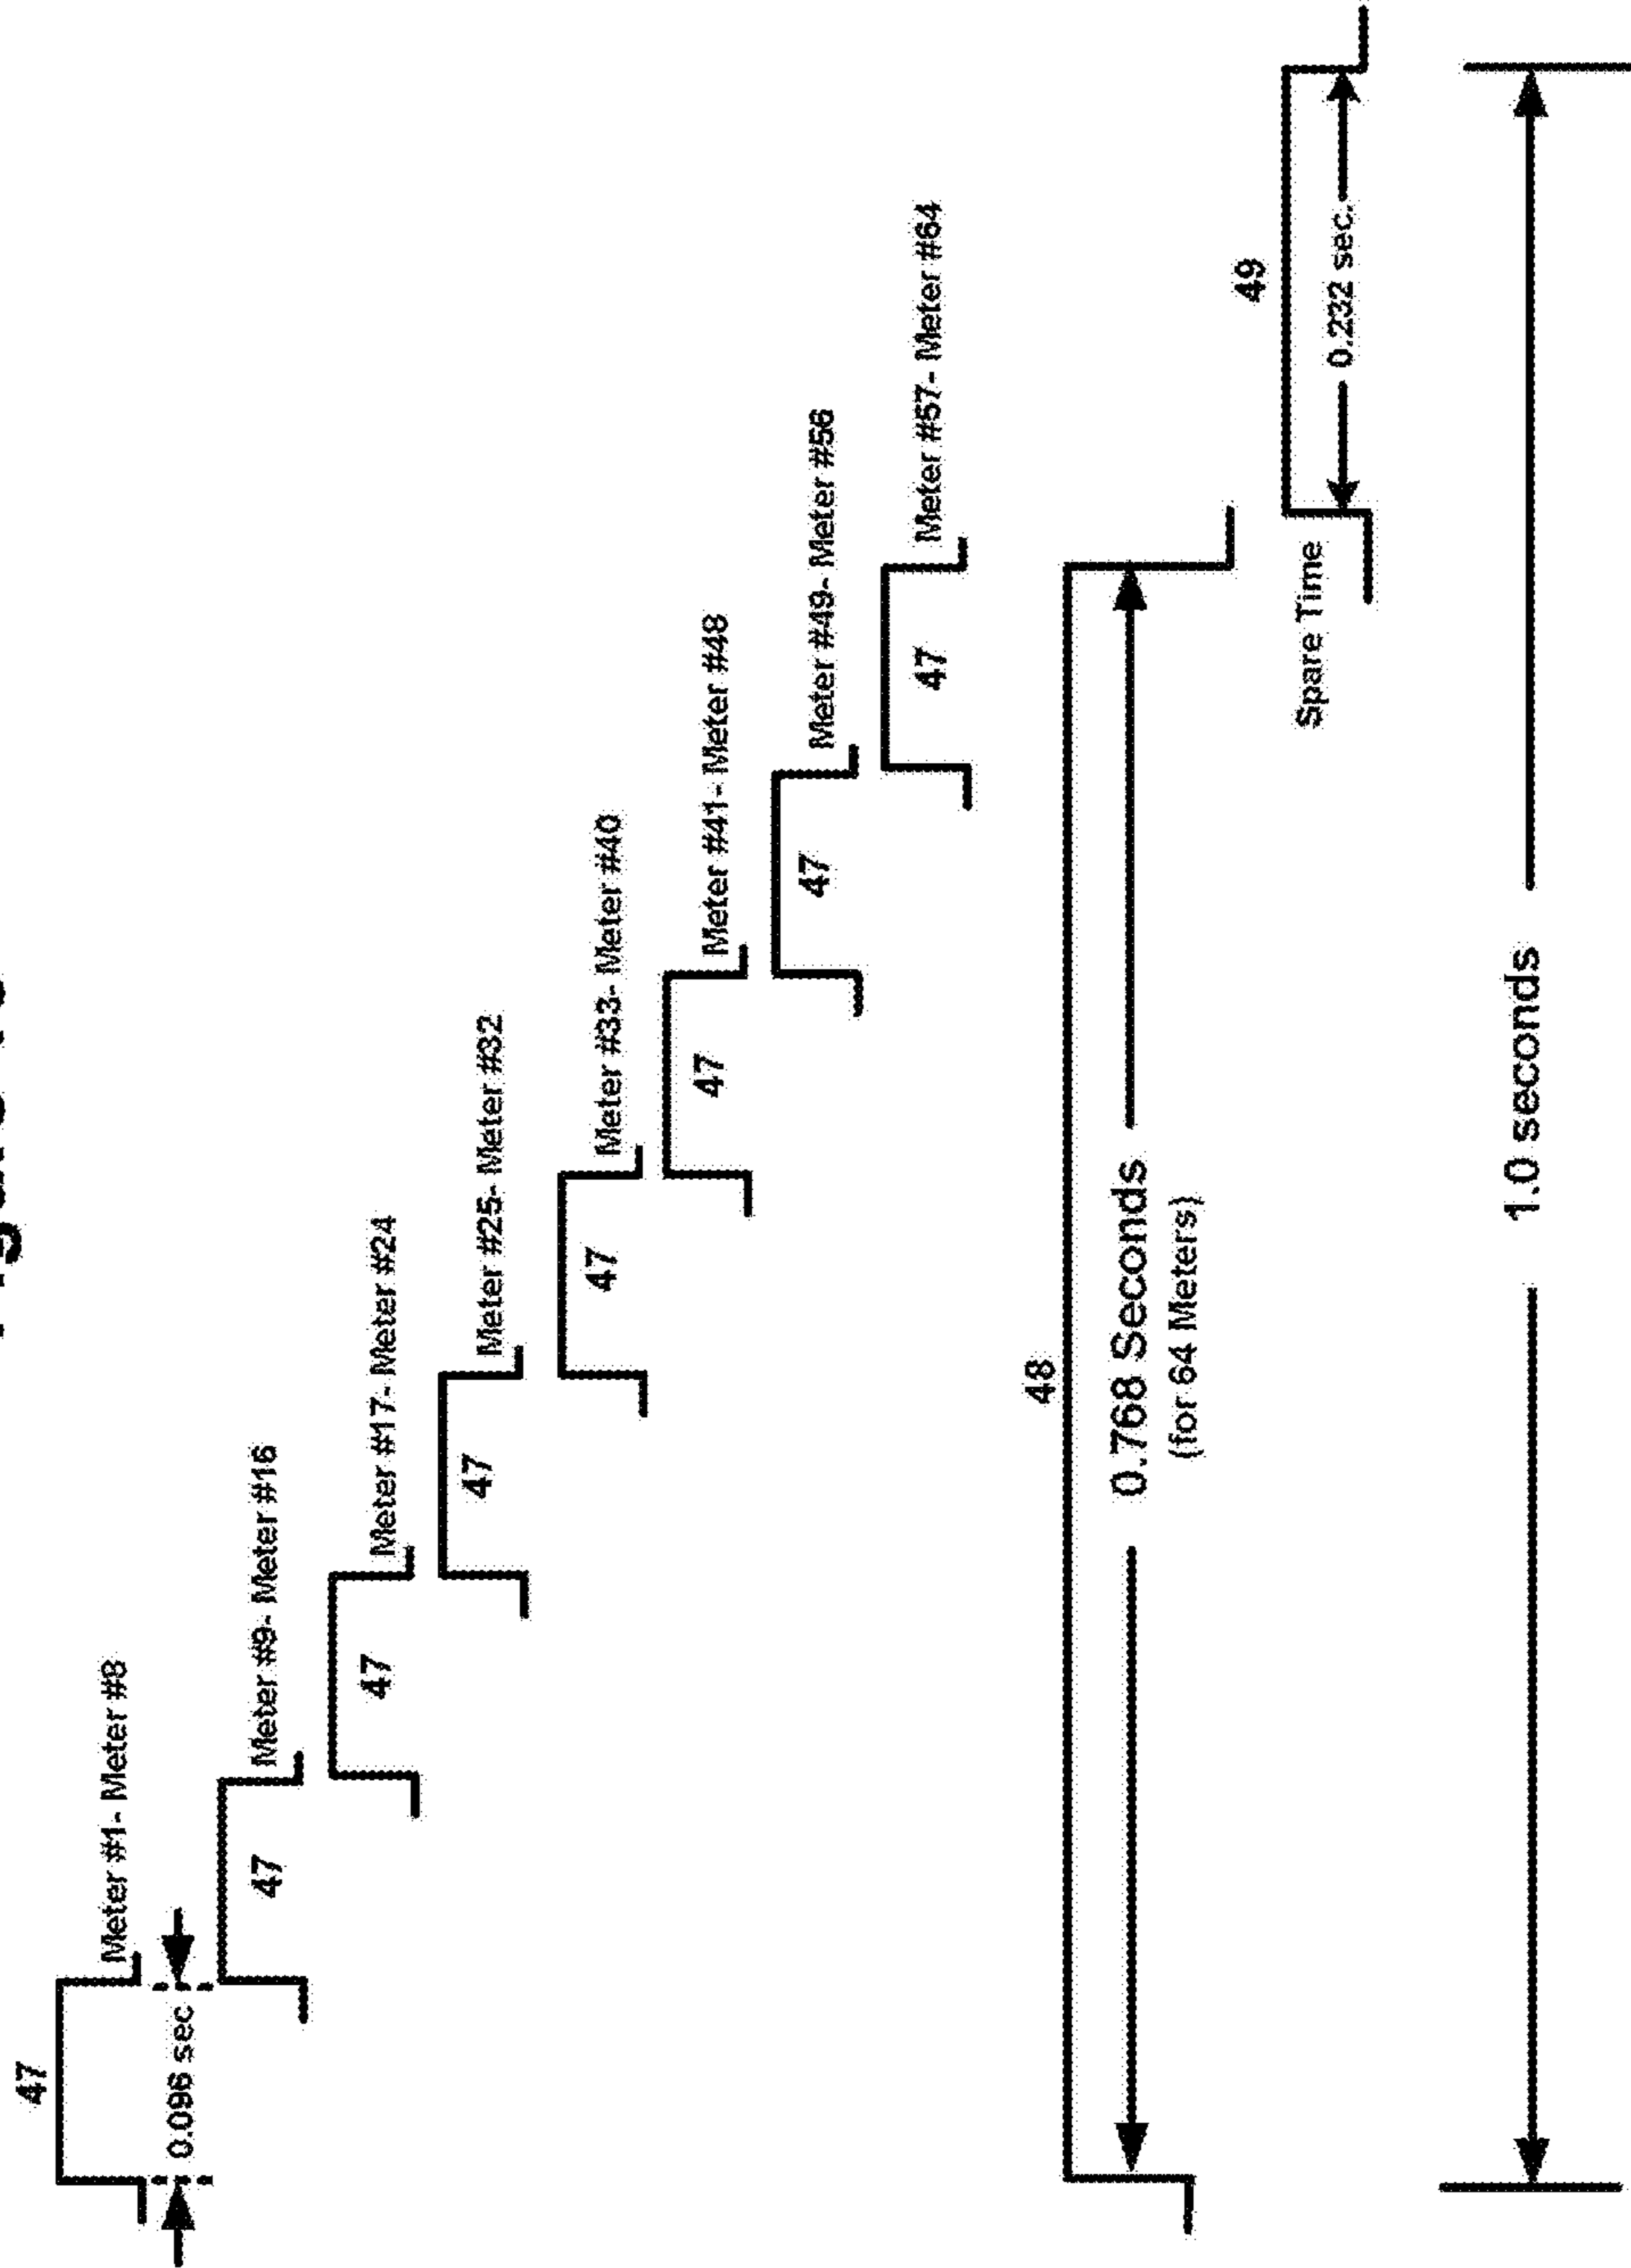 47
Meter #1- Meter #8
0.096 sec
47
Meter #9- Meter #16
47
Meter #17- Meter #24
47
Meter #25- Meter #32
47
Meter #33- Meter #40
47
Meter #41- Meter #48
47
Meter #49- Meter #56
47
Meter #57- Meter #64
48
0.768 Seconds
(for 64 Meters)
49
Spare Time
0.232 sec.
1.0 seconds